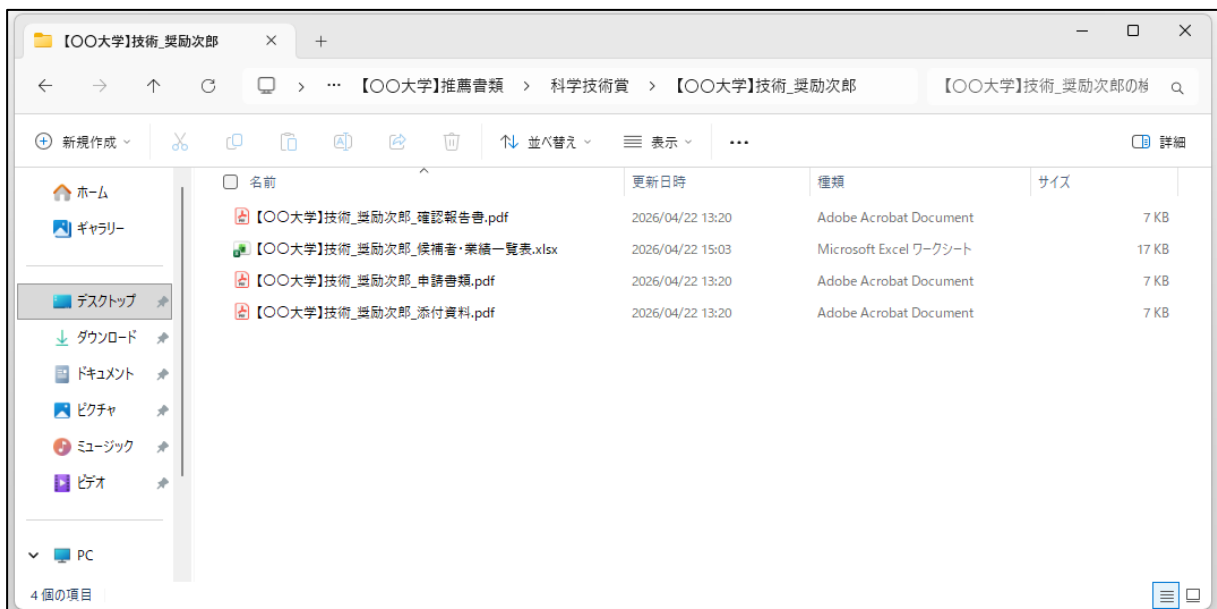 【〇〇大学】技術_奨励次郎
… 【〇〇大学】推薦書類 > 科学技術賞 > 【〇〇大学】技術_奨励次郎
【〇〇大学】技術_奨励次郎の検
新規作成 並べ替え 表示 … 詳細
名前 更新日時 種類 サイズ
【〇〇大学】技術_奨励次郎_確認報告書.pdf 2026/04/22 13:20 Adobe Acrobat Document 7 KB
【〇〇大学】技術_奨励次郎_候補者・業績一覧表.xlsx 2026/04/22 15:03 Microsoft Excel ワークシート 17 KB
【〇〇大学】技術_奨励次郎_申請書類.pdf 2026/04/22 13:20 Adobe Acrobat Document 7 KB
【〇〇大学】技術_奨励次郎_添付資料.pdf 2026/04/22 13:20 Adobe Acrobat Document 7 KB
ホーム
ギャラリー
デスクトップ
ダウンロード
ドキュメント
ピクチャ
ミュージック
ビデオ
PC
4 個の項目